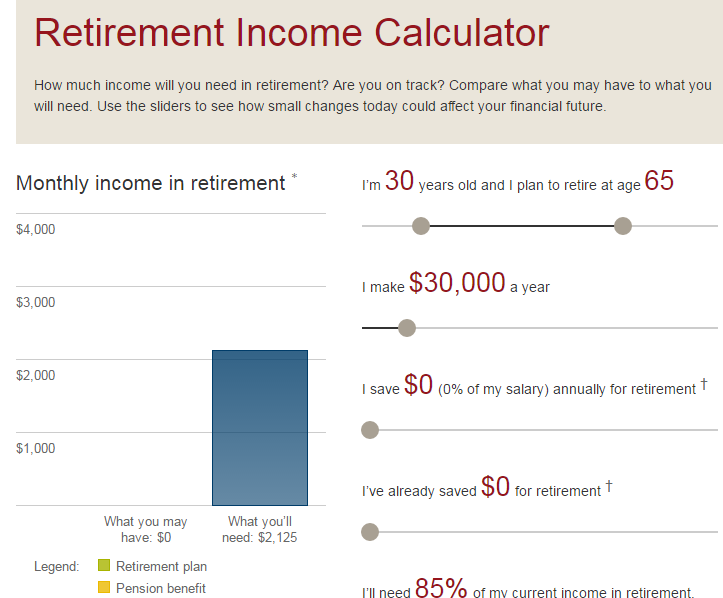 Retirement Income Calculator
How much income will you need in retirement? Are you on track? Compare what you may have to what you
will need. Use the sliders to see how small changes today could affect your financial future.
Monthly income in retirement *
$4,000
$3,000
$2,000
$1,000
What you may
have: $0
What you'll
need: $2,125
Legend:
Retirement plan
Pension benefit
I'm 30 years old and I plan to retire at age 65
I make $30,000 a year
I save $0 (0% of my salary) annually for retirement †
I've already saved $0 for retirement †
I'll need 85% of my current income in retirement.